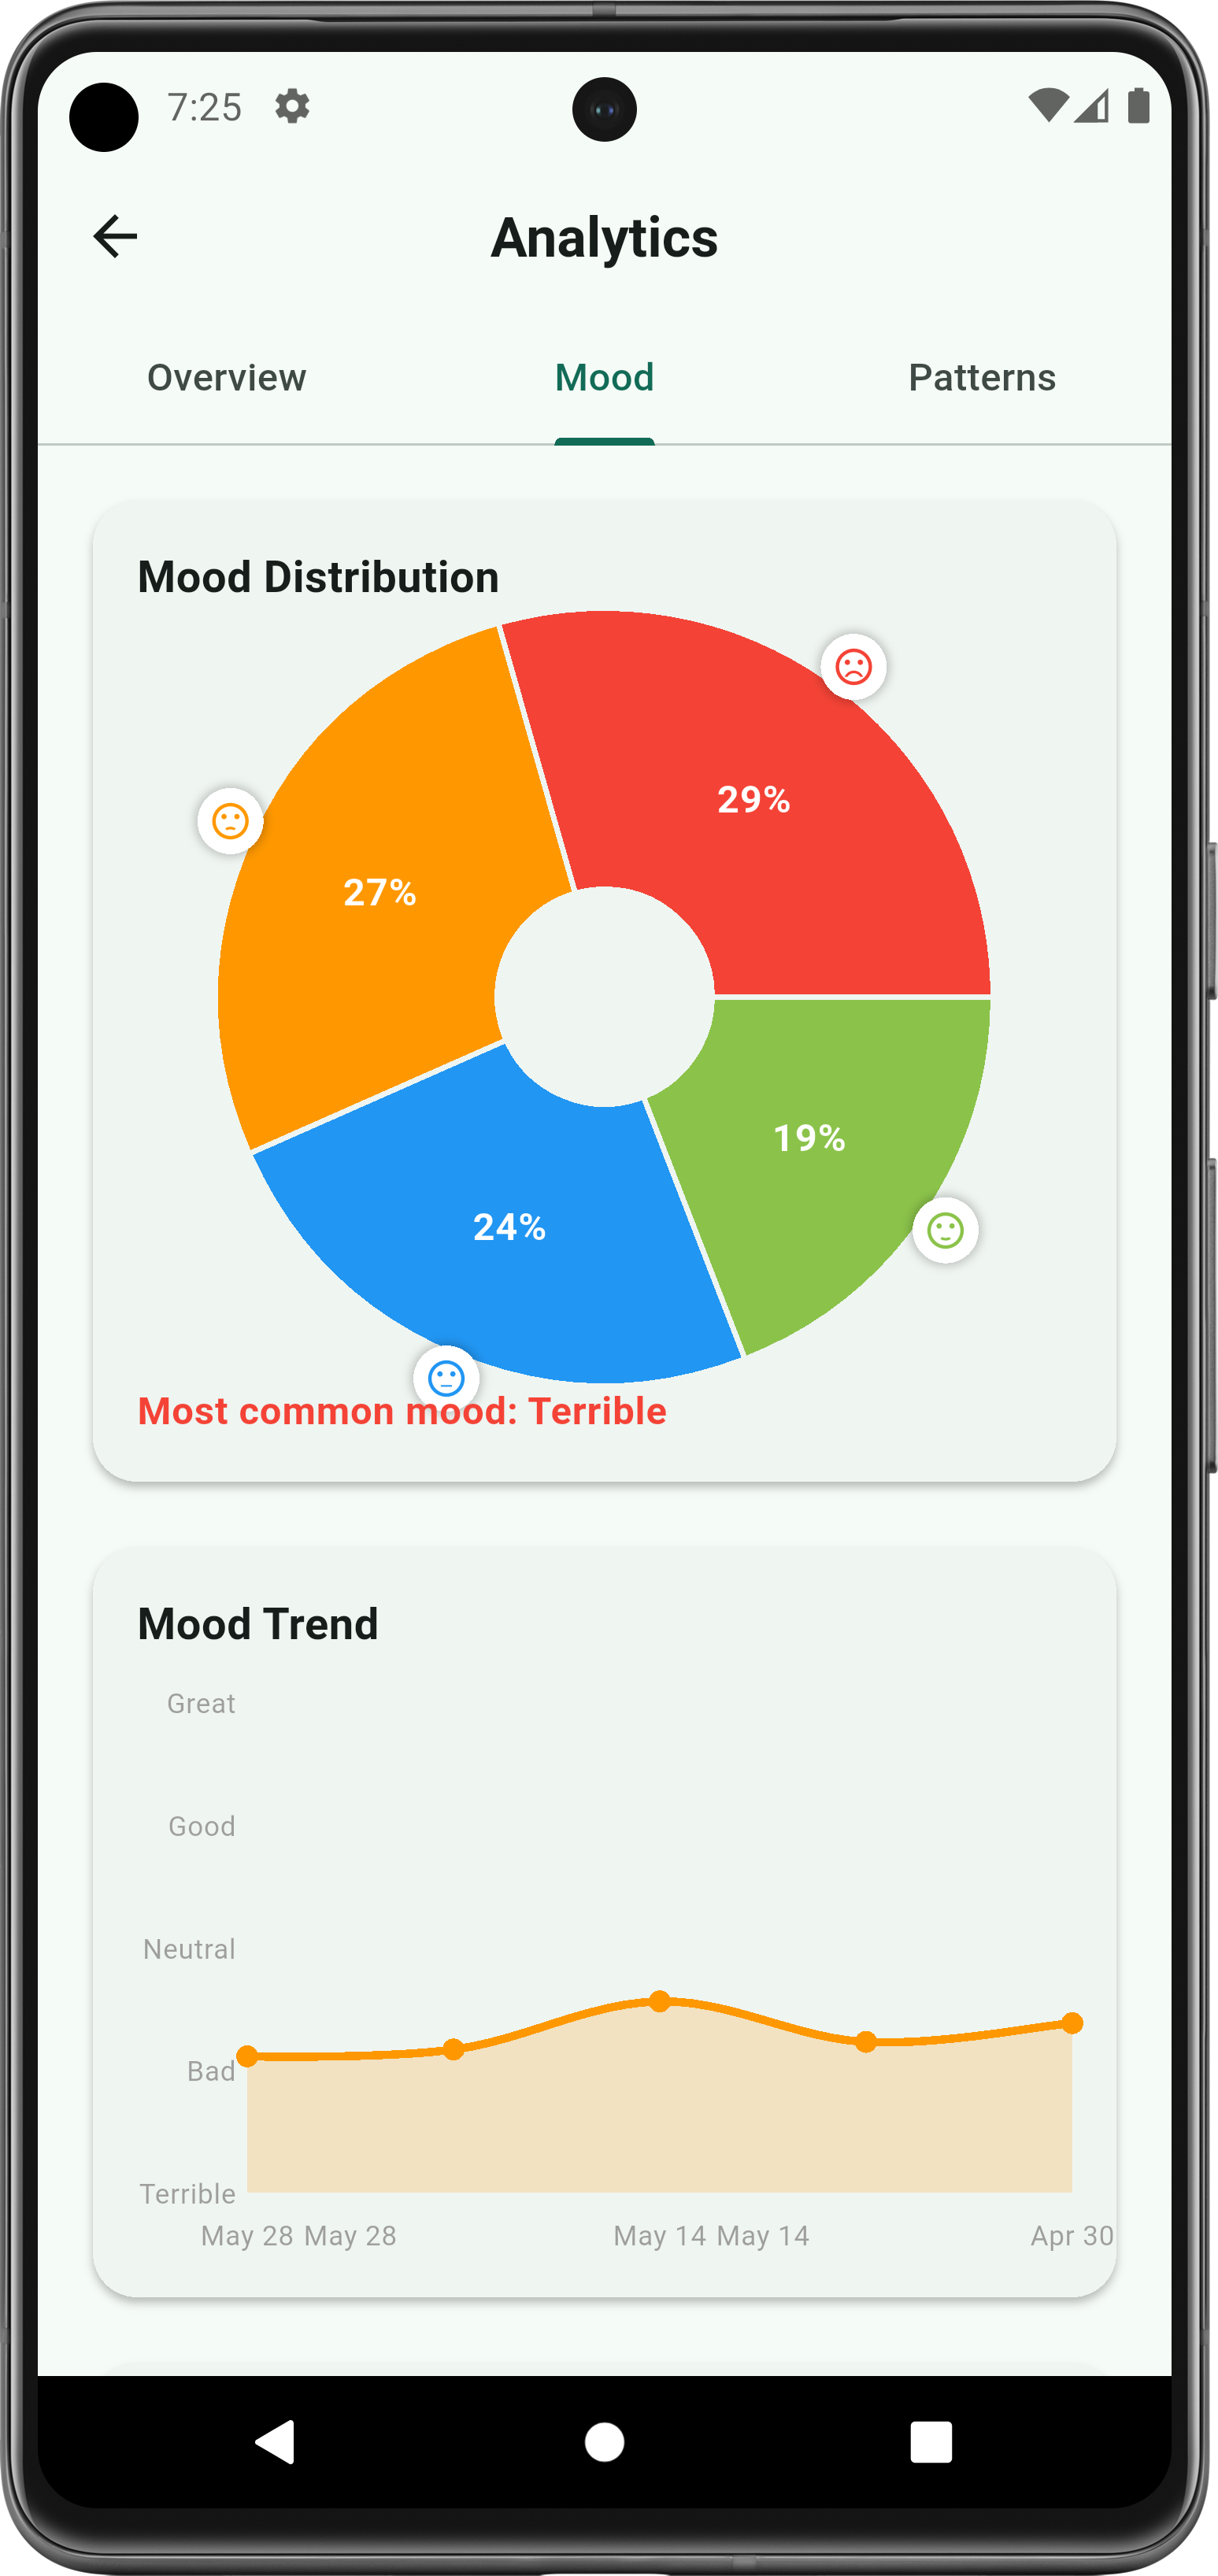 7:25
Analytics
Overview Mood Patterns
Mood Distribution
29%
27%
19%
24%
Most common mood: Terrible
Mood Trend
Great
Good
Neutral
Bad
Terrible
May 28 May 28 May 14 May 14 Apr 30